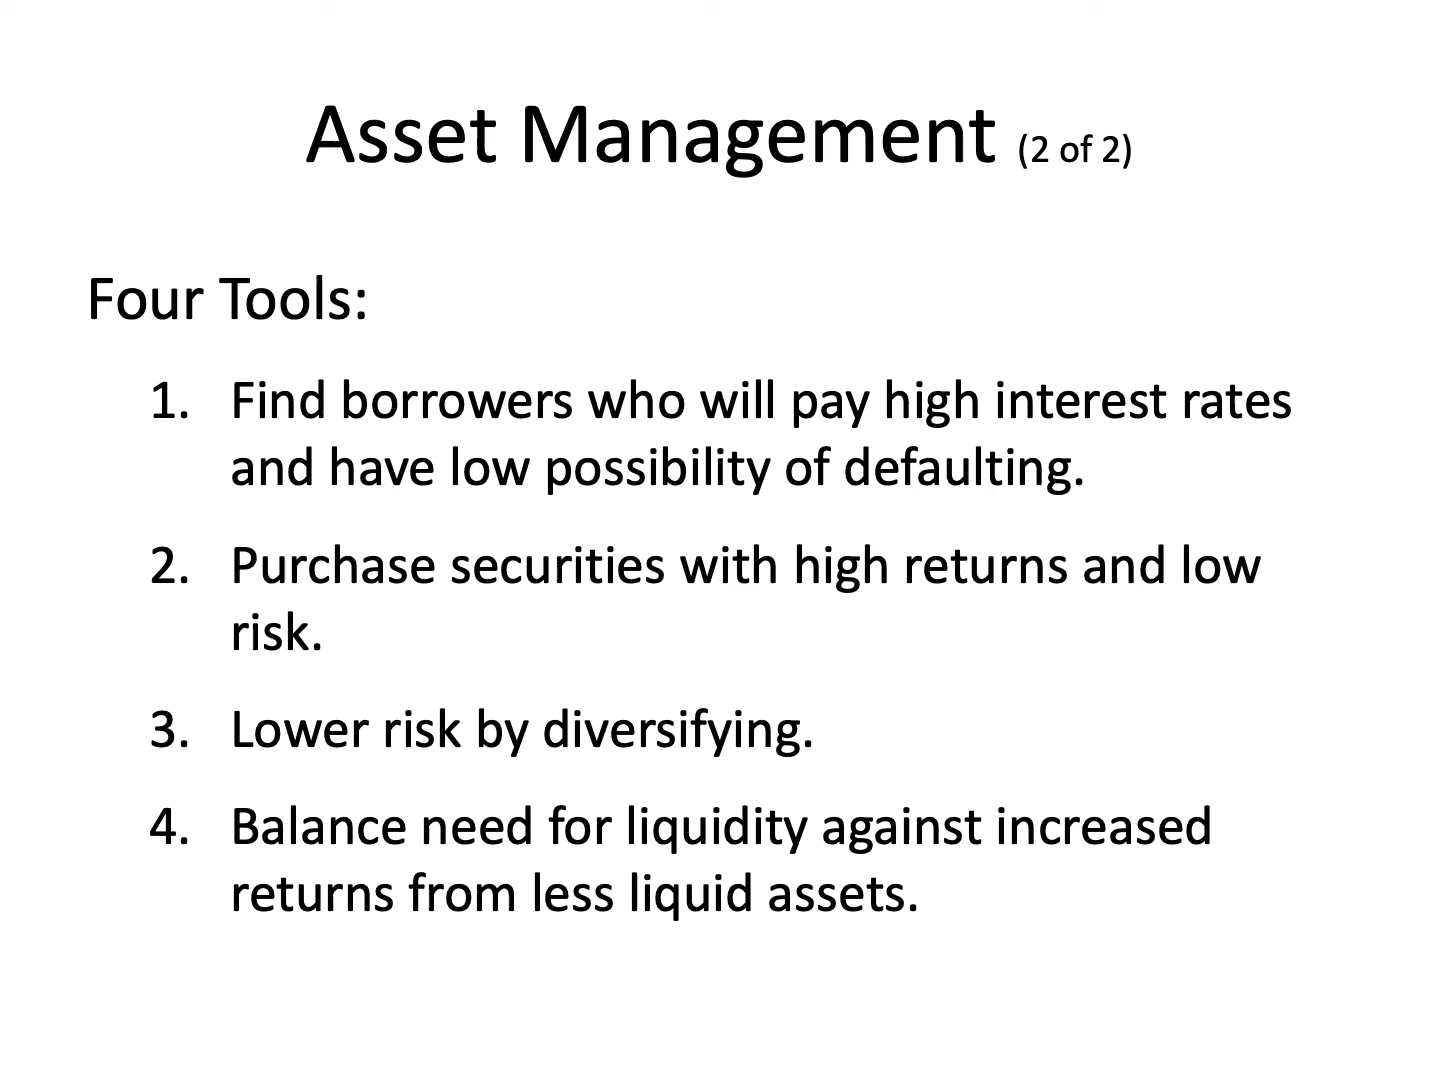 Asset Management (2 of 2)
Four Tools:
1. Find borrowers who will pay high interest rates
and have low possibility of defaulting.
2. Purchase securities with high returns and low
risk.
3. Lower risk by diversifying.
4. Balance need for liquidity against increased
returns from less liquid assets.